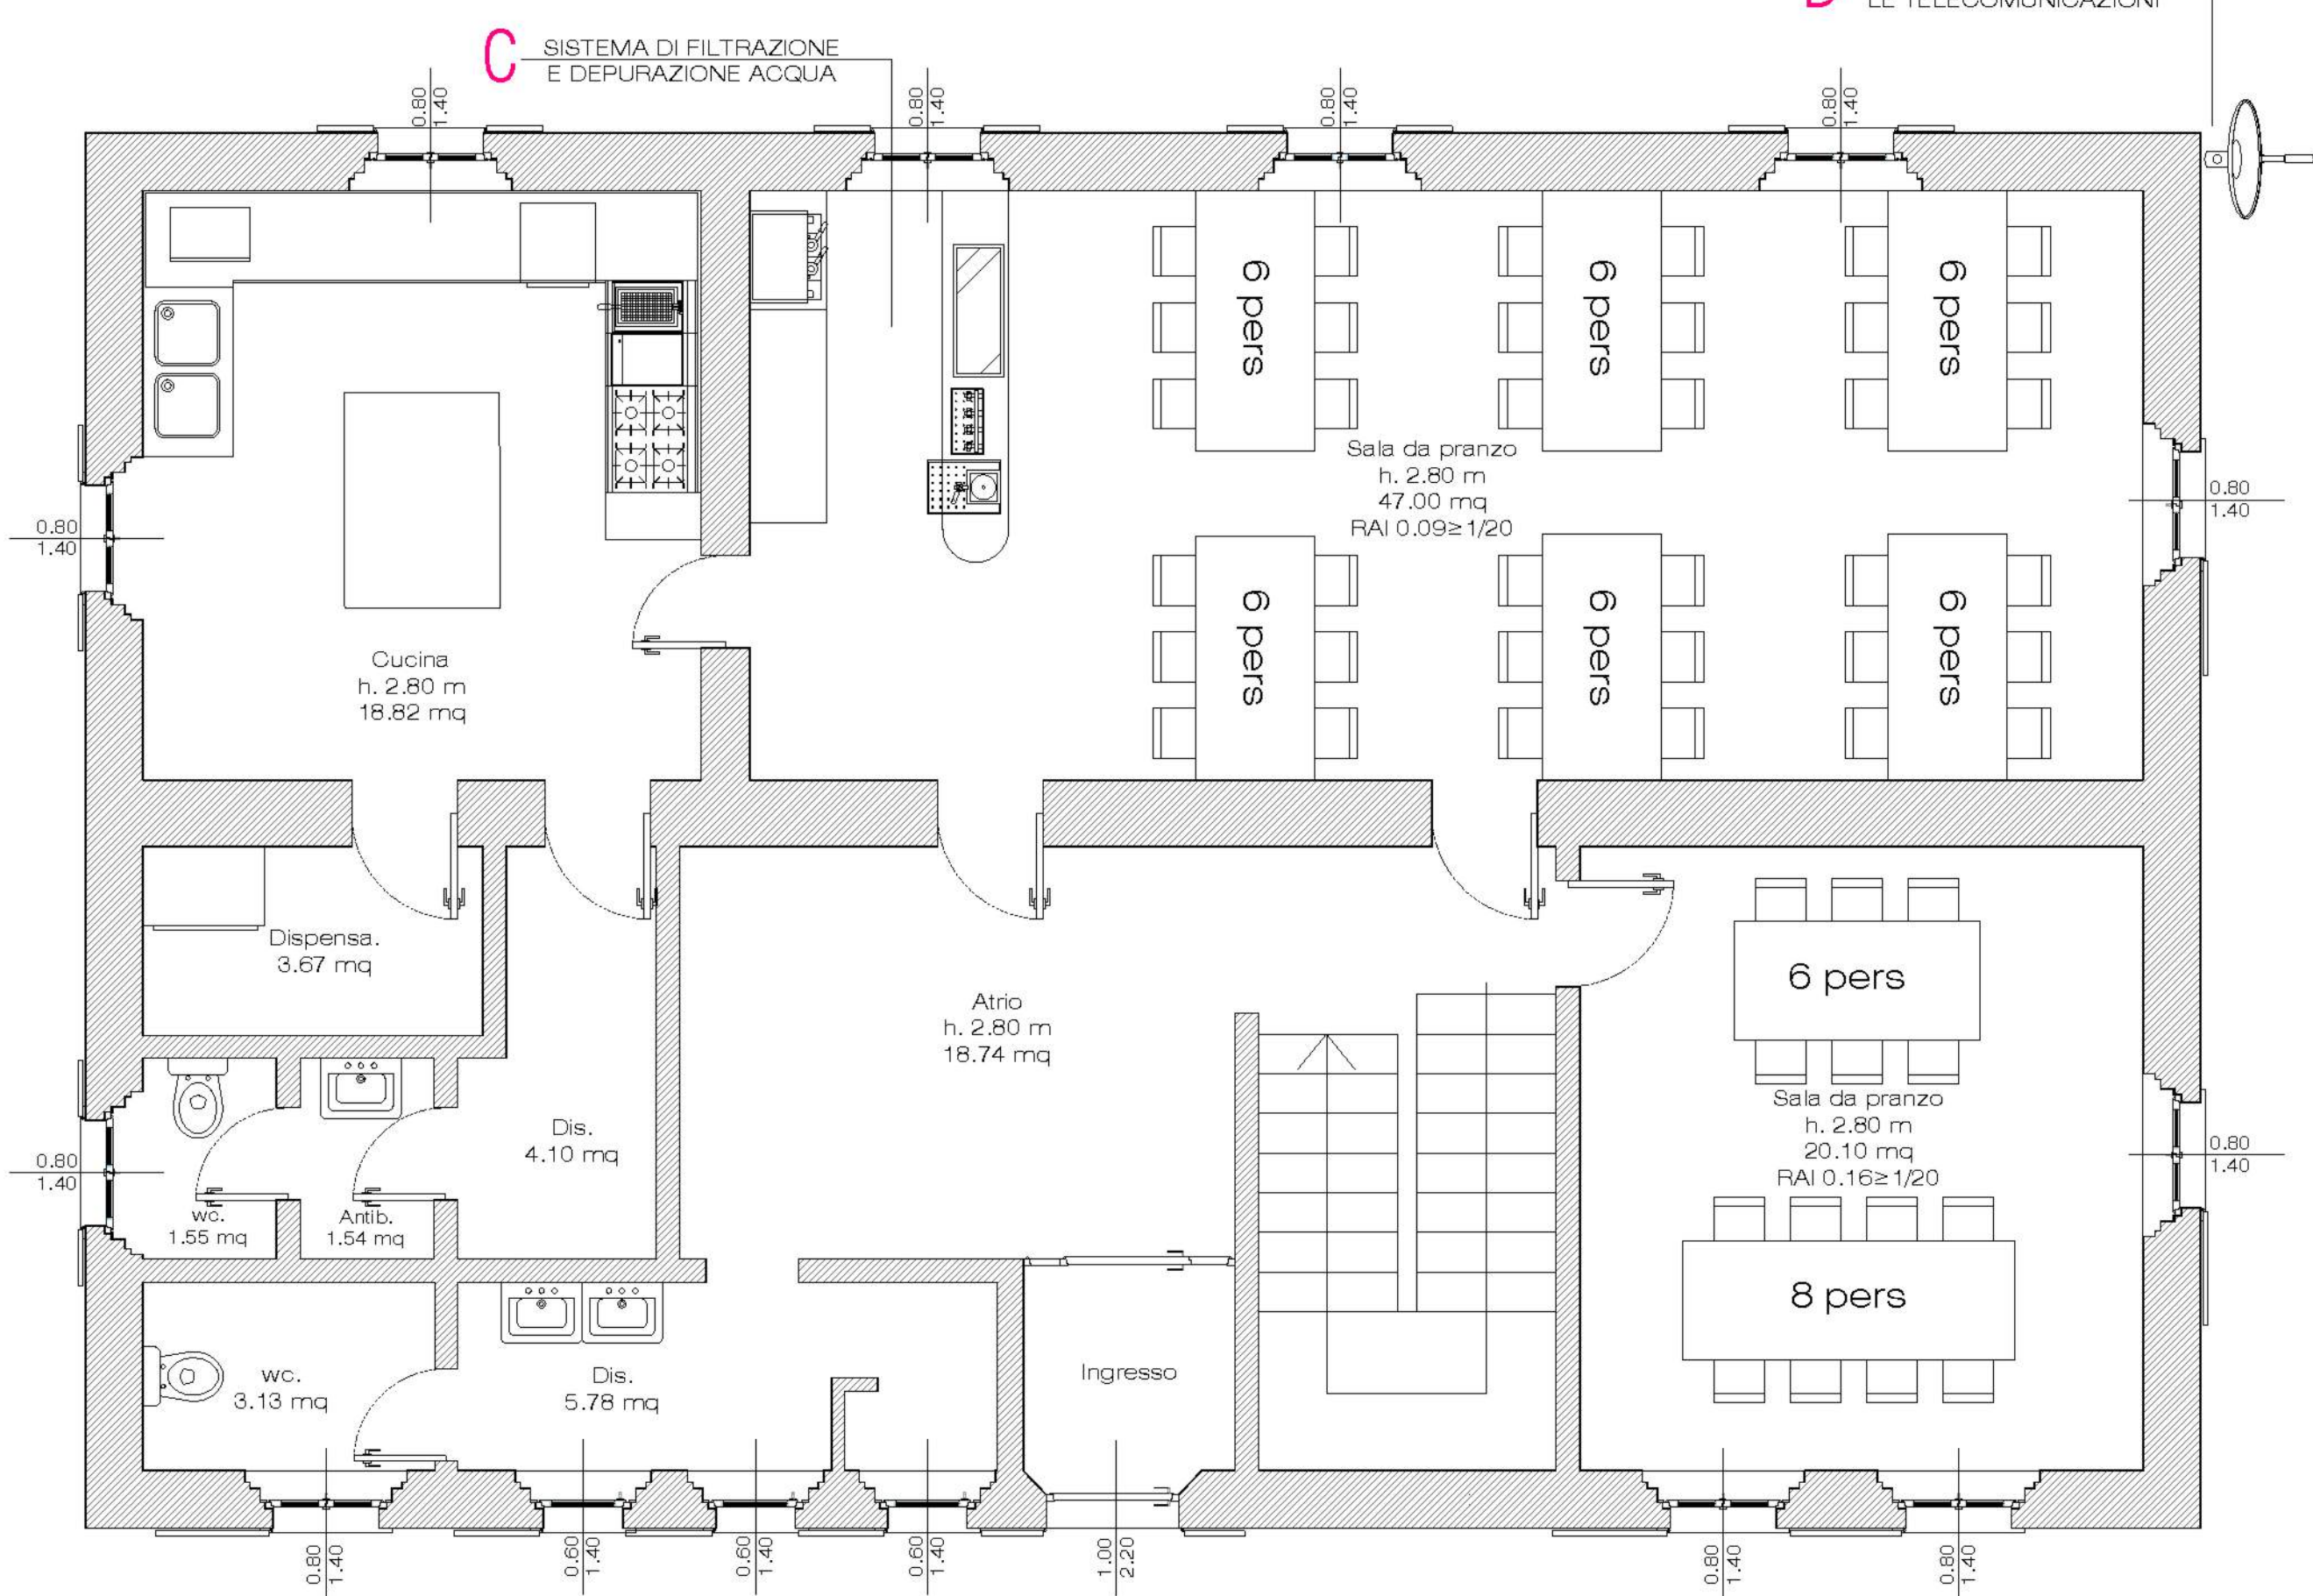 D LE TELECOMUNICAZIONI
C SISTEMA DI FILTRAZIONE
E DEPURAZIONE ACQUA
0.80
1.40
0.80
1.40
0.80
1.40
0.80
1.40
6 pers
6 pers
6 pers
Sala da pranzo
h. 2.80 m
47.00 mq
RAI 0.09≥1/20
0.80
1.40
0.80
1.40
6 pers
6 pers
6 pers
Cucina
h. 2.80 m
18.82 mq
Dispensa.
3.67 mq
Atrio
h. 2.80 m
18.74 mq
6 pers
Dis.
4.10 mq
Sala da pranzo
h. 2.80 m
20.10 mq
RAI 0.16≥1/20
0.80
1.40
0.80
1.40
wc.
1.55 mq
Antib.
1.54 mq
8 pers
wc.
3.13 mq
Dis.
5.78 mq
Ingresso
0.80
1.40
0.60
1.40
0.60
1.40
0.60
1.40
1.00
2.20
0.80
1.40
0.80
1.40